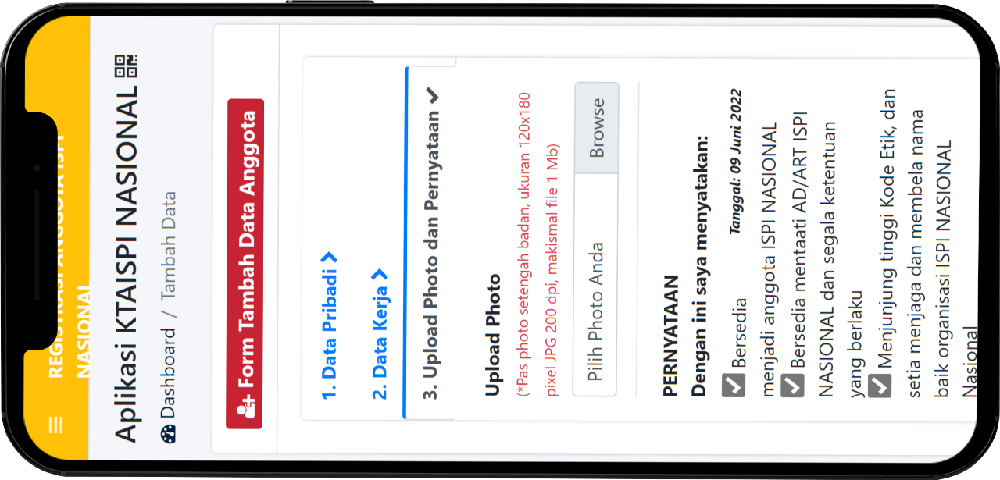 REGISTRASI ANGGOTA ISPI
NASIONAL
Aplikasi KTAISPI NASIONAL
Dashboard / Tambah Data
Form Tambah Data Anggota
1. Data Pribadi
2. Data Kerja
3. Upload Photo dan Pernyataan
Upload Photo
(*Pas photo setengah badan, ukuran 120x180
pixel JPG 200 dpi, makismal file 1 Mb)
Pilih Photo Anda Browse
PERNYATAAN
Dengan ini saya menyatakan:
Bersedia Tanggal: 09 Juni 2022
menjadi anggota ISPI NASIONAL
Bersedia mentaati AD/ART ISPI
NASIONAL dan segala ketentuan
yang berlaku
Menjunjung tinggi Kode Etik, dan
setia menjaga dan membela nama
baik organisasi ISPI NASIONAL
Nasional